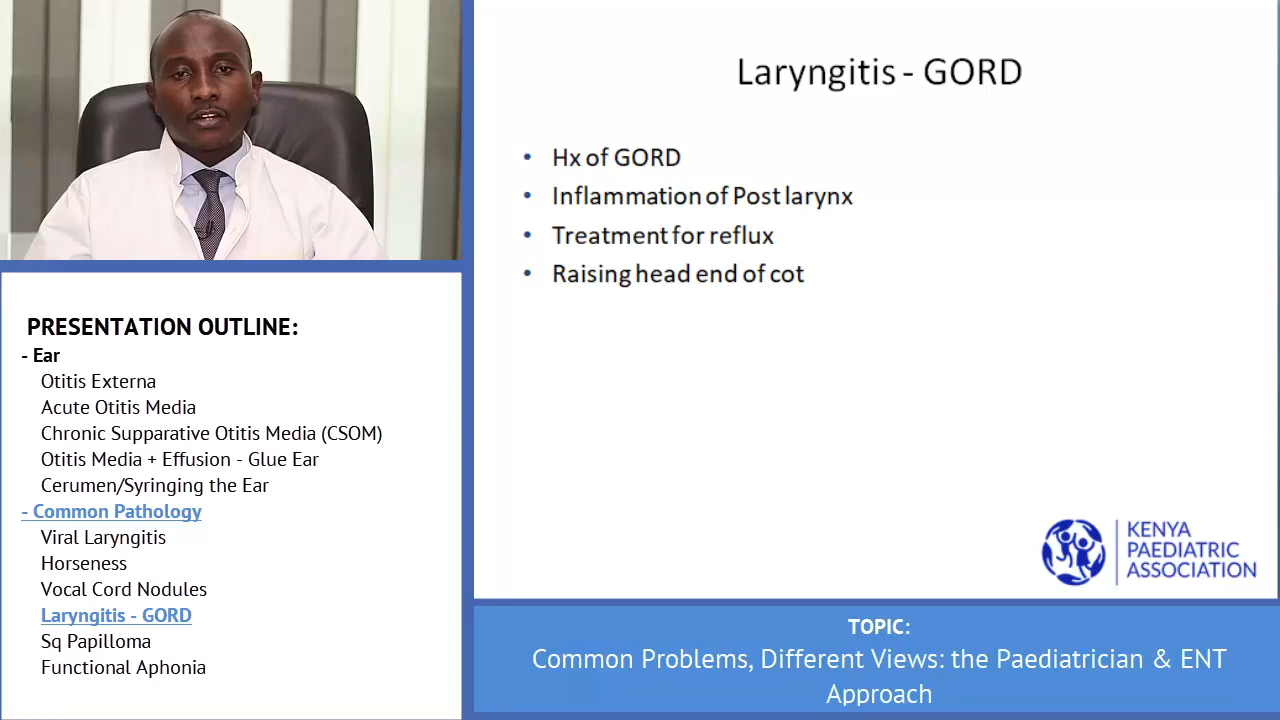 Laryngitis - GORD
• Hx of GORD
• Inflammation of Post larynx
• Treatment for reflux
• Raising head end of cot
PRESENTATION OUTLINE:
- Ear
Otitis Externa
Acute Otitis Media
Chronic Supparative Otitis Media (CSOM)
Otitis Media + Effusion - Glue Ear
Cerumen/Syringing the Ear
- Common Pathology
Viral Laryngitis
Horseness
Vocal Cord Nodules
Laryngitis - GORD
Sq Papilloma
Functional Aphonia
KENYA
PAEDIATRIC
ASSOCIATION
TOPIC:
Common Problems, Different Views: the Paediatrician & ENT
Approach